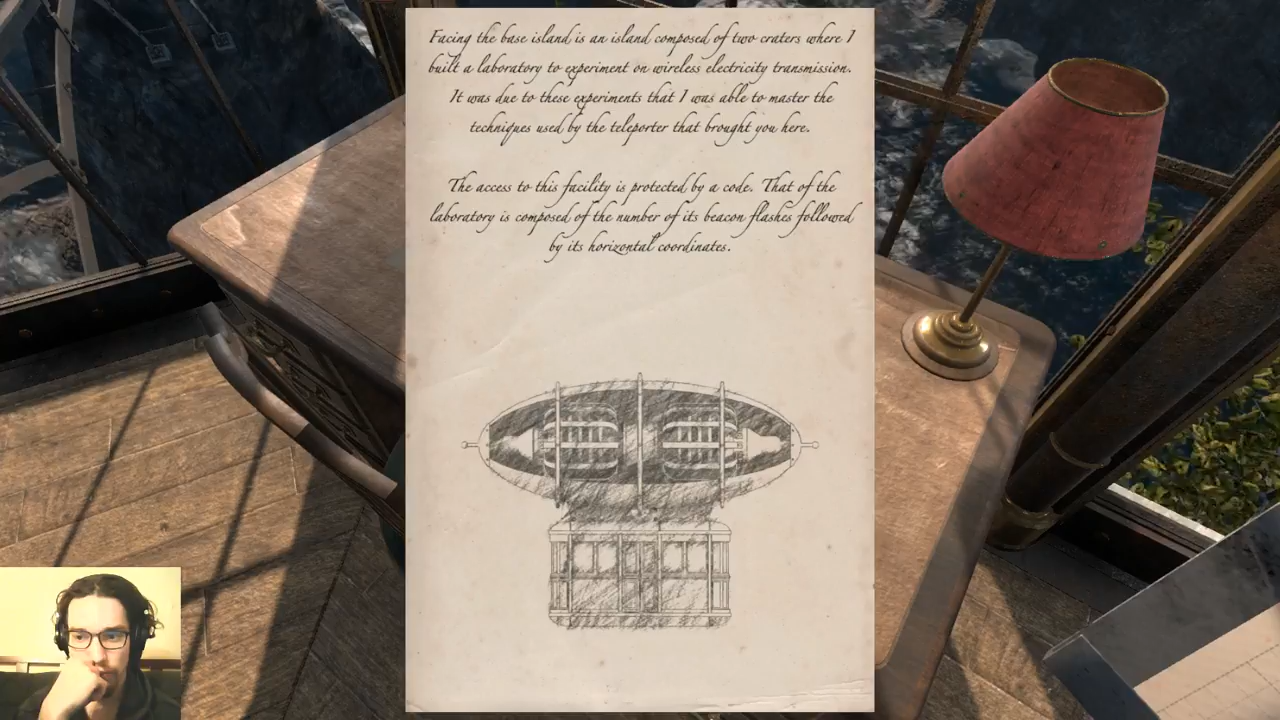 Facing the base island is an island composed of two craters where I
built a laboratory to experiment on wireless electricity transmission.
It was due to these experiments that I was able to master the
techniques used by the teleporter that brought you here.
The access to this facility is protected by a code. That of the
laboratory is composed of the number of its beacon flashes followed
by its horizontal coordinates.